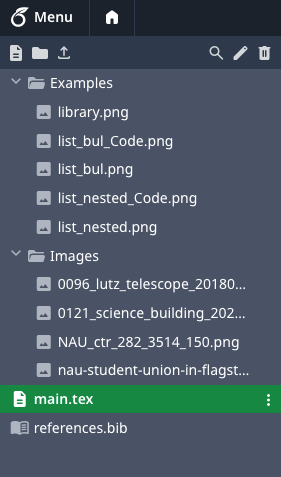 Menu
Examples
library.png
list_bul_Code.png
list_bul.png
list_nested_Code.png
list_nested.png
Images
0096_lutz_telescope_20180...
0121_science_building_202...
NAU_ctr_282_3514_150.png
nau-student-union-in-flagst...
main.tex
references.bib